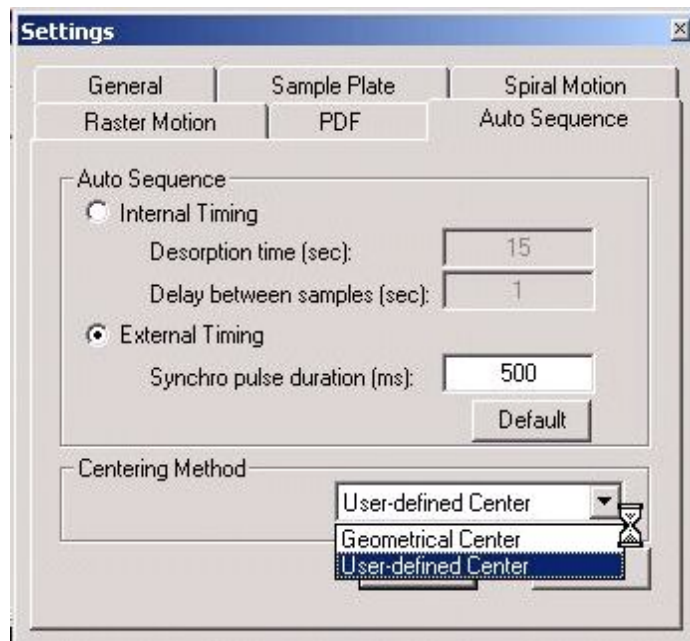 Settings
General
Sample Plate
Spiral Motion
Raster Motion
PDF
Auto Sequence
Auto Sequence
Internal Timing
Desorption time (sec):
15
Delay between samples (sec):
1
External Timing
Synchro pulse duration (ms):
500
Default
Centering Method
User-defined Center
Geometrical Center
User-defined Center